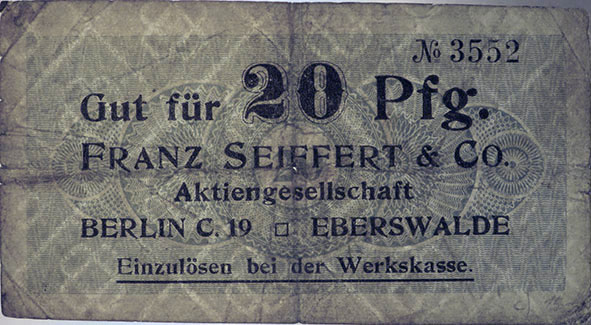 № 3552
Gut für 20 Pfg.
FRANZ SEIFFERT & Co.
Aktiengesellschaft
BERLIN C. 19 □ EBERSWALDE
Einzulösen bei der Werkskasse.